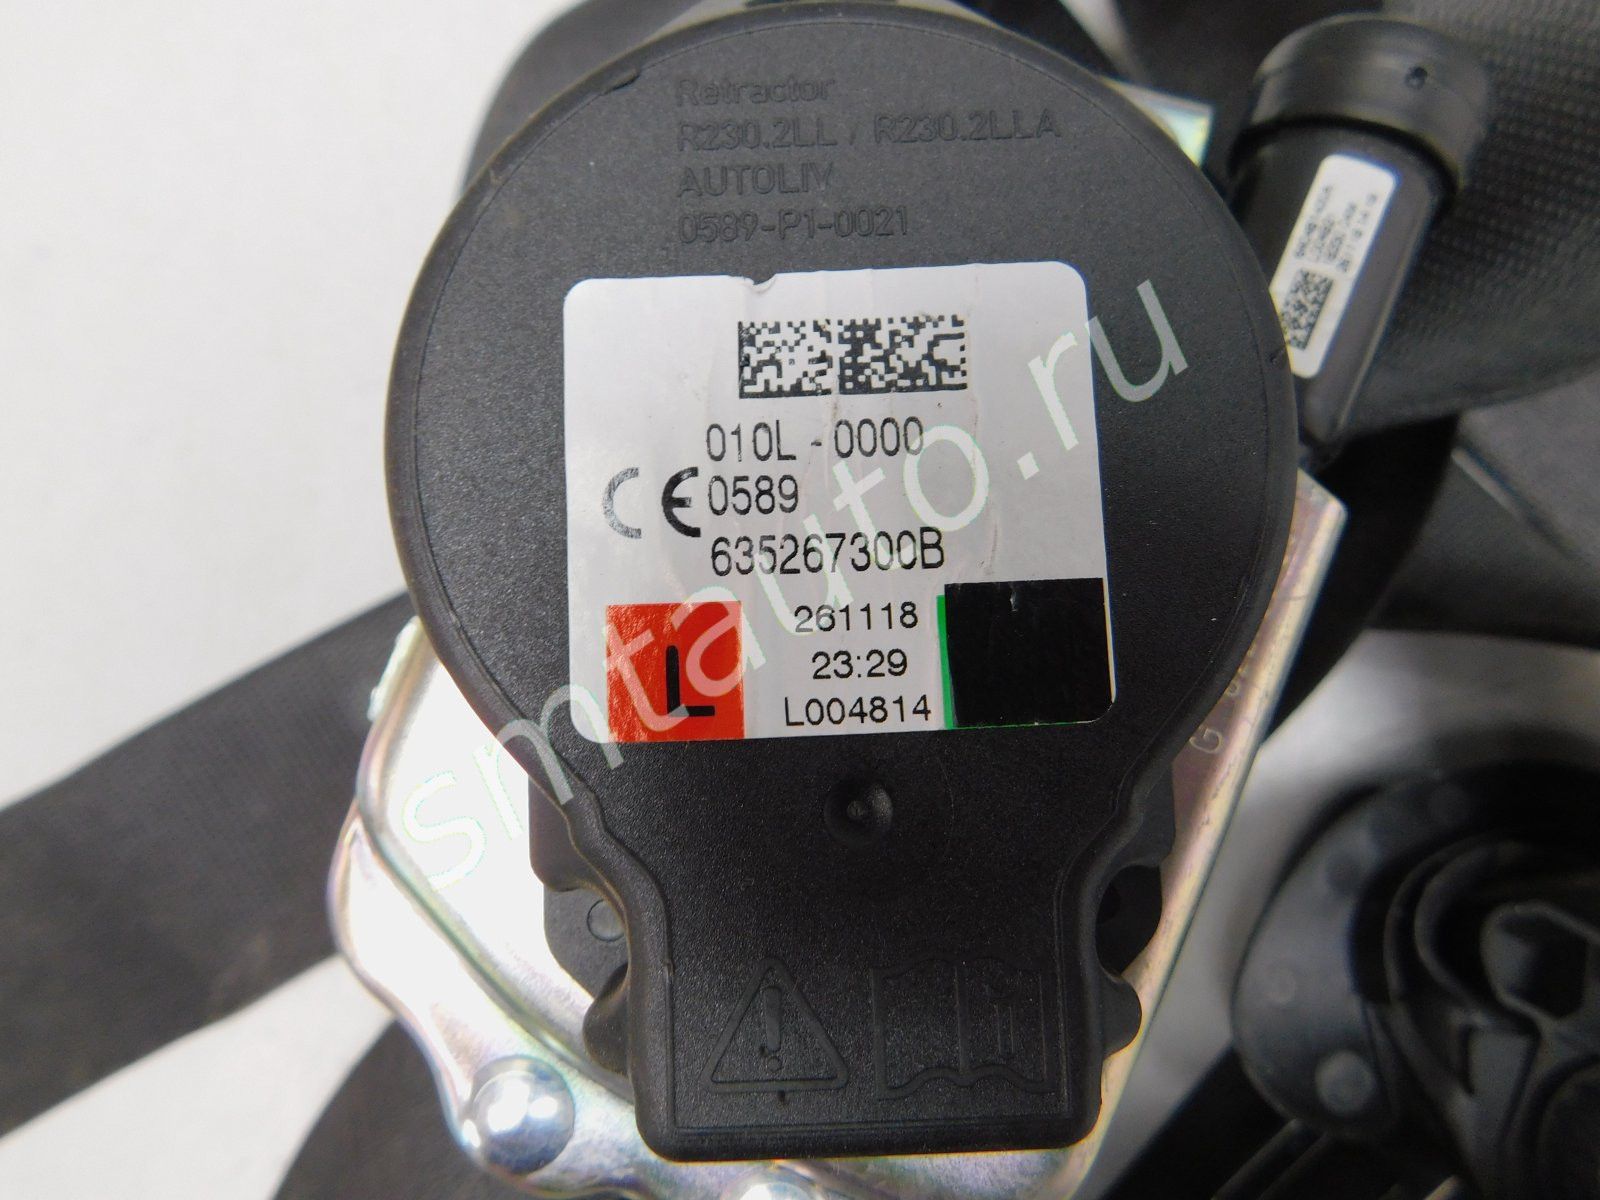 Retractor
R230.2LL / R230.2LLA
AUTOLIV
0589-P1-0021
010L - 0000
CE 0589
635267300B
L
261118
23:29
L004814
smtauto.ru